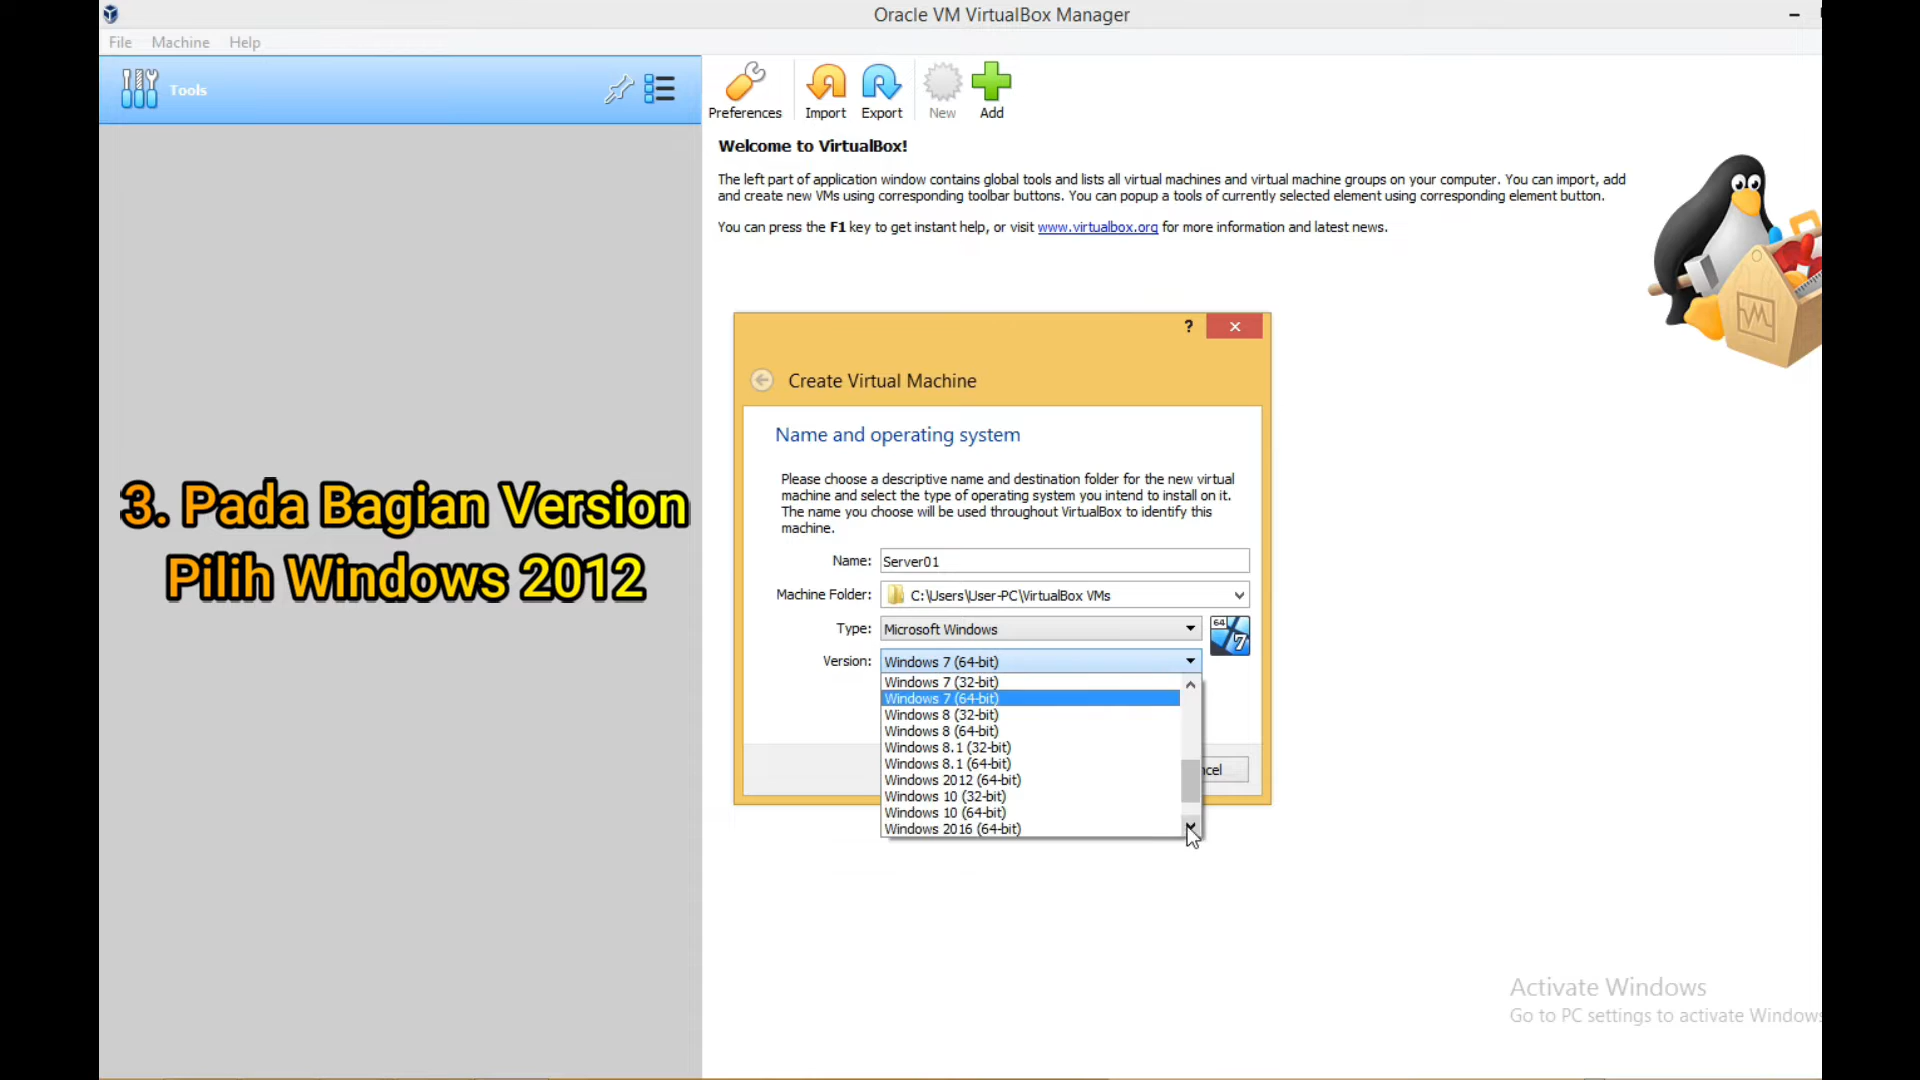 Oracle VM VirtualBox Manager
File Machine Help
Tools
Preferences Import Export New Add
Welcome to VirtualBox!
The left part of application window contains global tools and lists all virtual machines and virtual machine groups on your computer. You can import, add
and create new VMs using corresponding toolbar buttons. You can popup a tools of currently selected element using corresponding element button.
You can press the F1 key to get instant help, or visit www.virtualbox.org for more information and latest news.
?
Create Virtual Machine
Name and operating system
Please choose a descriptive name and destination folder for the new virtual
machine and select the type of operating system you intend to install on it.
The name you choose will be used throughout VirtualBox to identify this
machine.
Name: Server01
Machine Folder: C:\Users\User-PC\VirtualBox VMs
Type: Microsoft Windows
64
7
Version: Windows 7 (64-bit)
Windows 7 (32-bit)
Windows 7 (64-bit)
Windows 8 (32-bit)
Windows 8 (64-bit)
Windows 8.1 (32-bit)
Windows 8.1 (64-bit)
Windows 2012 (64-bit)
Windows 10 (32-bit)
Windows 10 (64-bit)
Windows 2016 (64-bit)
ncel
3. Pada Bagian Version
Pilih Windows 2012
Activate Windows
Go to PC settings to activate Windows